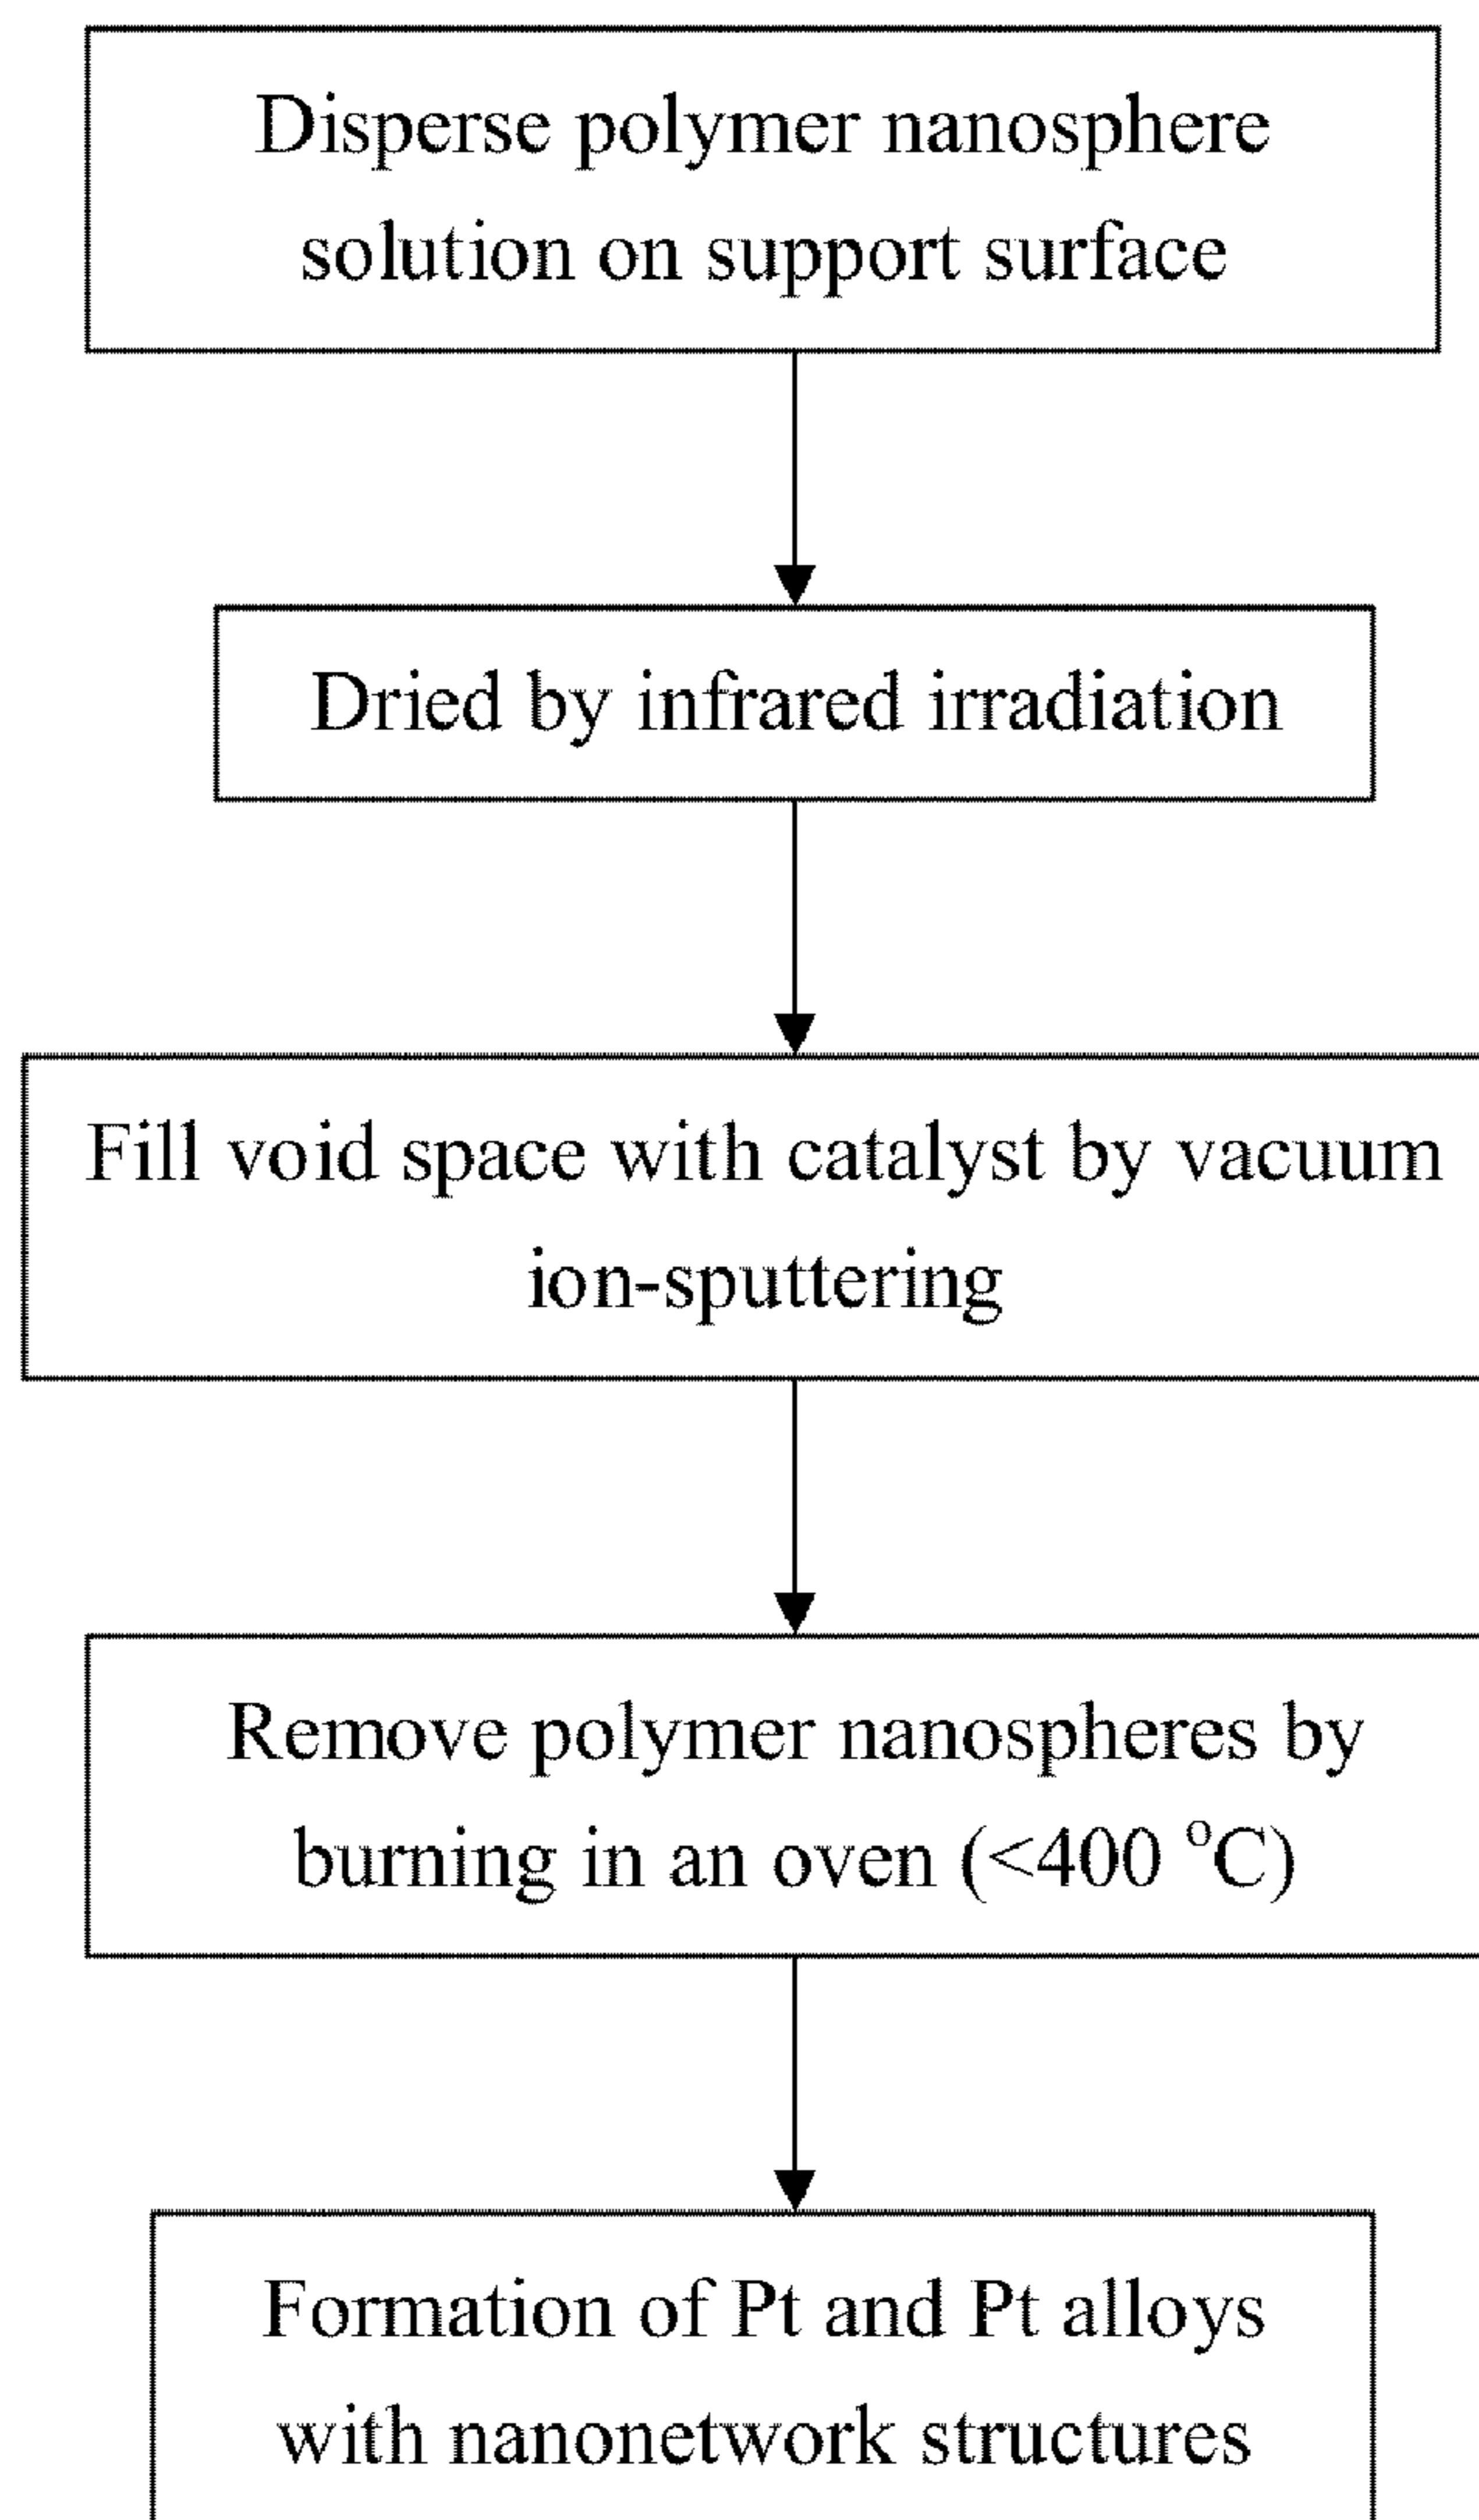 Disperse polymer nanosphere
solution on support surface
Dried by infrared irradiation
Fill void space with catalyst by vacuum
ion-sputtering
Remove polymer nanospheres by
burning in an oven (<400 °C)
Formation of Pt and Pt alloys
with nanonetwork structures